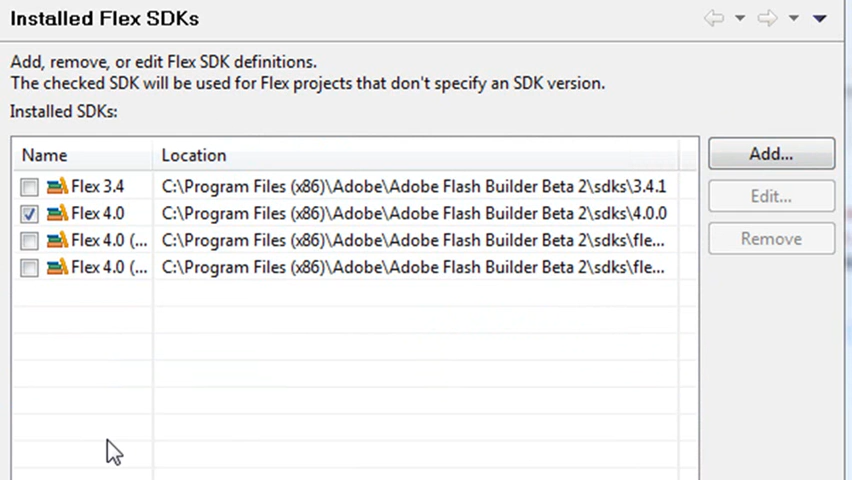 Installed Flex SDKs
Add, remove, or edit Flex SDK definitions.
The checked SDK will be used for Flex projects that don't specify an SDK version.
Installed SDKs:
Name Location
Flex 3.4 C:\Program Files (x86)\Adobe\Adobe Flash Builder Beta 2\sdks\3.4.1
Flex 4.0 C:\Program Files (x86)\Adobe\Adobe Flash Builder Beta 2\sdks\4.0.0
Flex 4.0 (... C:\Program Files (x86)\Adobe\Adobe Flash Builder Beta 2\sdks\fle...
Flex 4.0 (... C:\Program Files (x86)\Adobe\Adobe Flash Builder Beta 2\sdks\fle...
Add...
Edit...
Remove